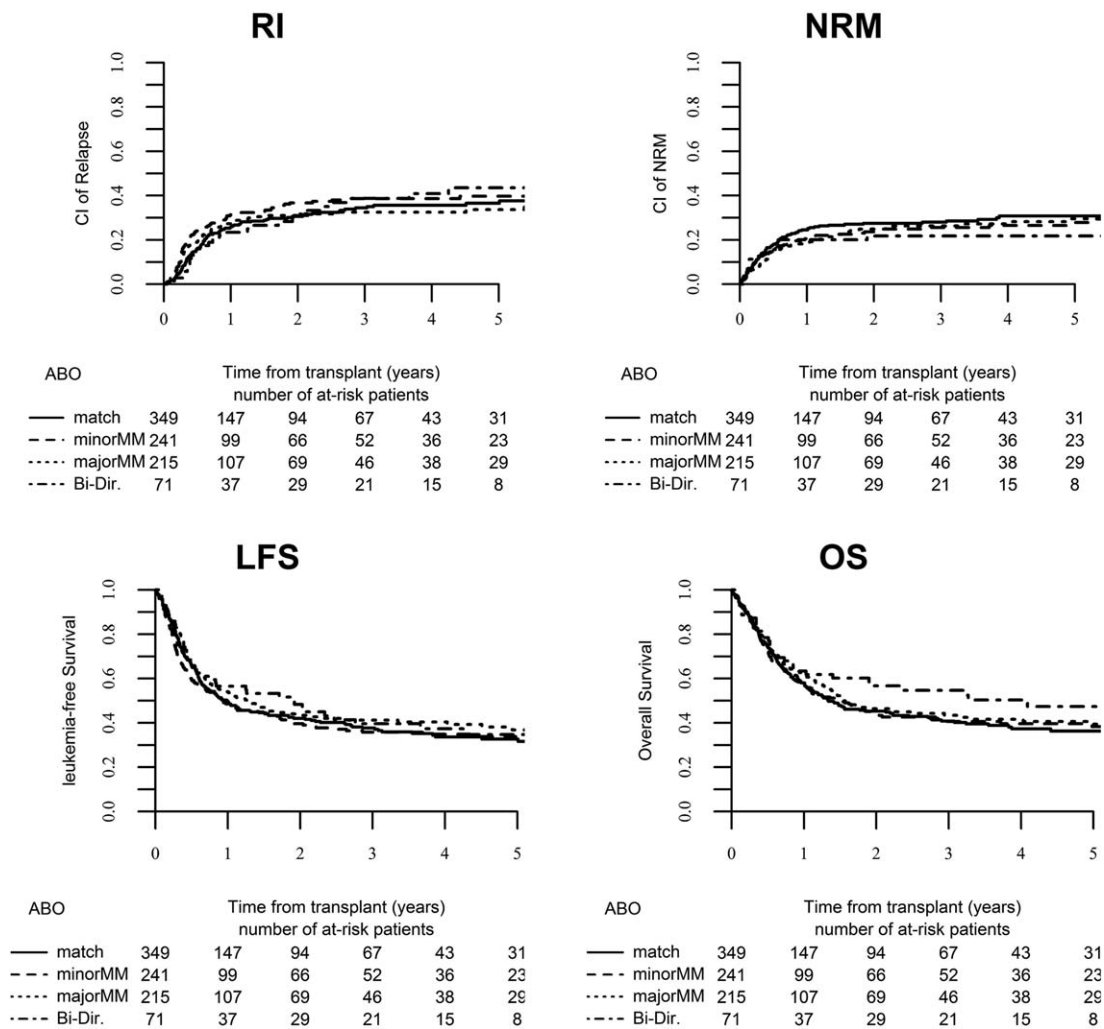 RI
CI of Relapse
1.0
0.8
0.6
0.4
0.2
0.0
0 1 2 3 4 5
ABO Time from transplant (years)
number of at-risk patients
match 349 147 94 67 43 31
minorMM 241 99 66 52 36 23
majorMM 215 107 69 46 38 29
Bi-Dir. 71 37 29 21 15 8
NRM
CI of NRM
1.0
0.8
0.6
0.4
0.2
0.0
0 1 2 3 4 5
ABO Time from transplant (years)
number of at-risk patients
match 349 147 94 67 43 31
minorMM 241 99 66 52 36 23
majorMM 215 107 69 46 38 29
Bi-Dir. 71 37 29 21 15 8
LFS
leukemia-free Survival
1.0
0.8
0.6
0.4
0.2
0.0
0 1 2 3 4 5
ABO Time from transplant (years)
number of at-risk patients
match 349 147 94 67 43 31
minorMM 241 99 66 52 36 23
majorMM 215 107 69 46 38 29
Bi-Dir. 71 37 29 21 15 8
OS
Overall Survival
1.0
0.8
0.6
0.4
0.2
0.0
0 1 2 3 4 5
ABO Time from transplant (years)
number of at-risk patients
match 349 147 94 67 43 31
minorMM 241 99 66 52 36 23
majorMM 215 107 69 46 38 29
Bi-Dir. 71 37 29 21 15 8